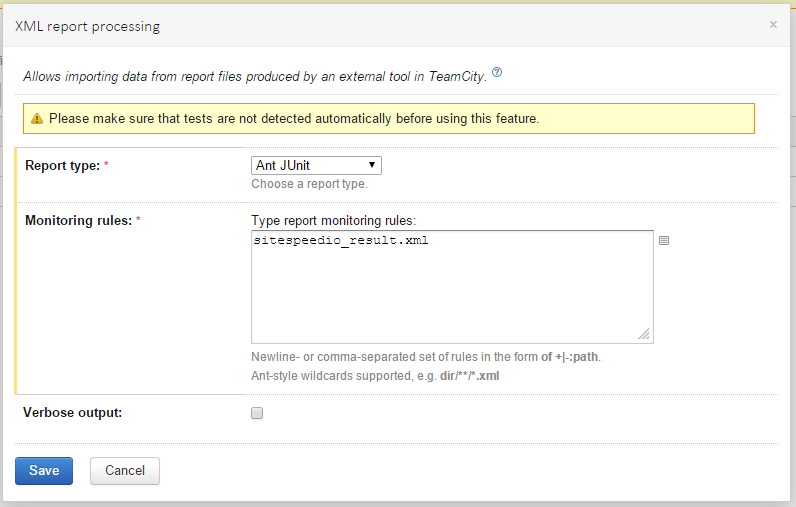 XML report processing
×
Allows importing data from report files produced by an external tool in TeamCity. ?
Please make sure that tests are not detected automatically before using this feature.
Report type: * Ant JUnit
Choose a report type.
Monitoring rules: * Type report monitoring rules:
sitespeedio_result.xml
Newline- or comma-separated set of rules in the form of +|-:path.
Ant-style wildcards supported, e.g. dir/**/*.xml
Verbose output:
Save Cancel